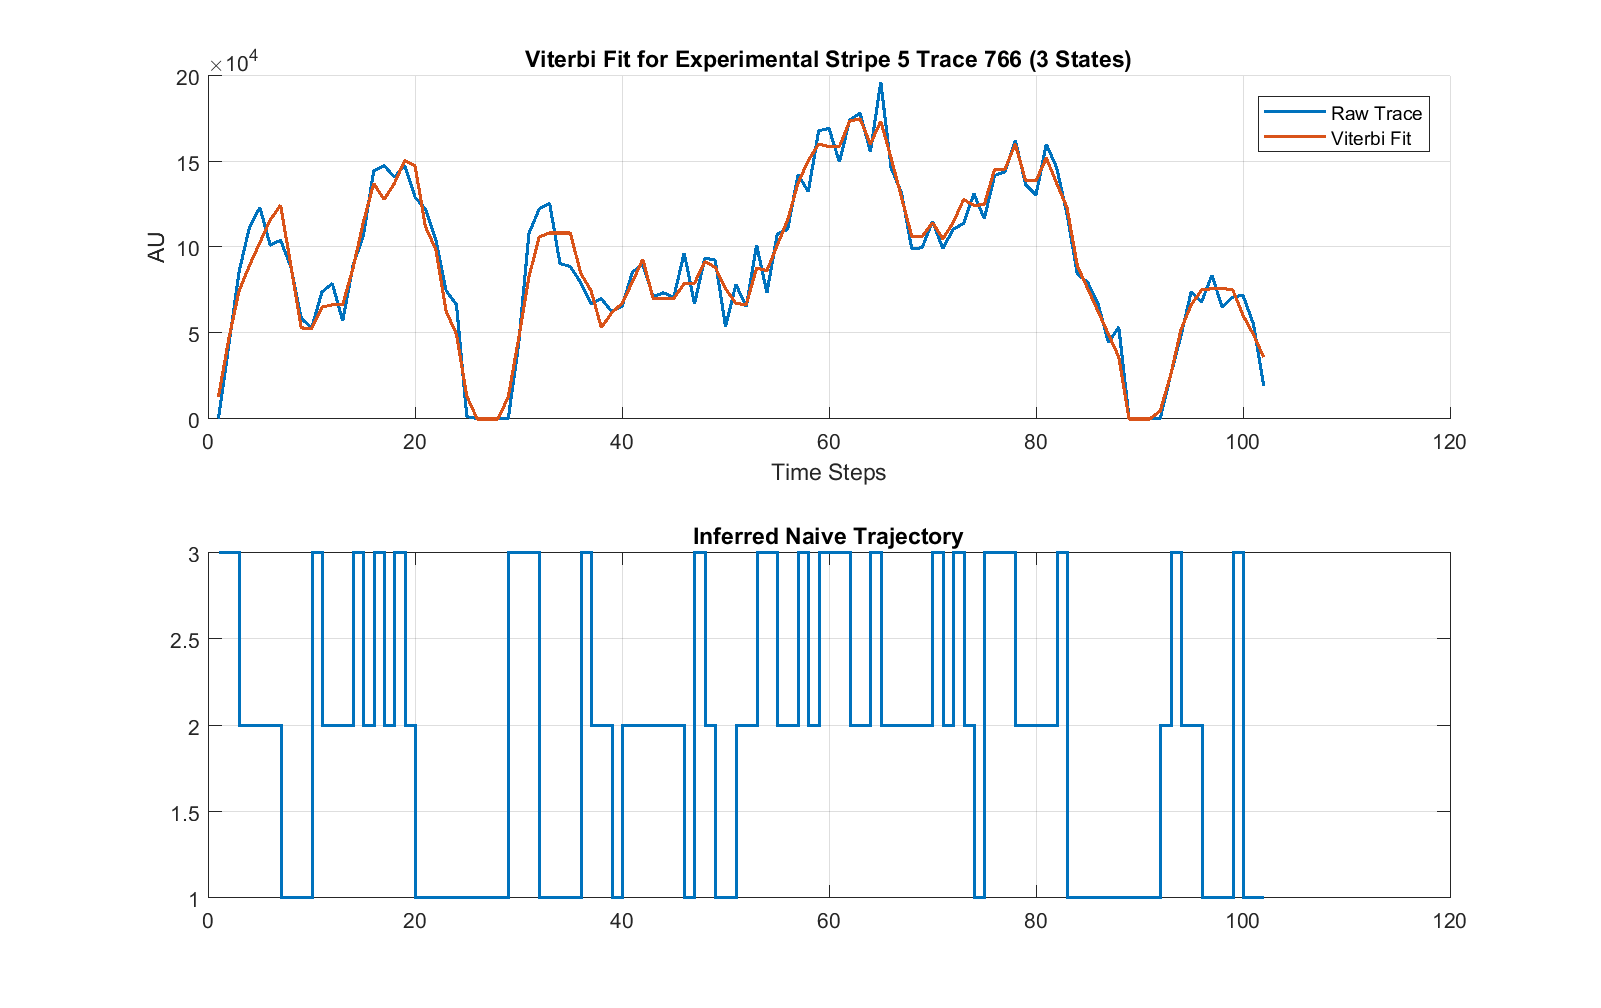 Viterbi Fit for Experimental Stripe 5 Trace 766 (3 States)
×10⁴
20
15
10
5
0
AU
0 20 40 60 80 100 120
Time Steps
Raw Trace
Viterbi Fit
Inferred Naive Trajectory
3
2.5
2
1.5
1
0 20 40 60 80 100 120